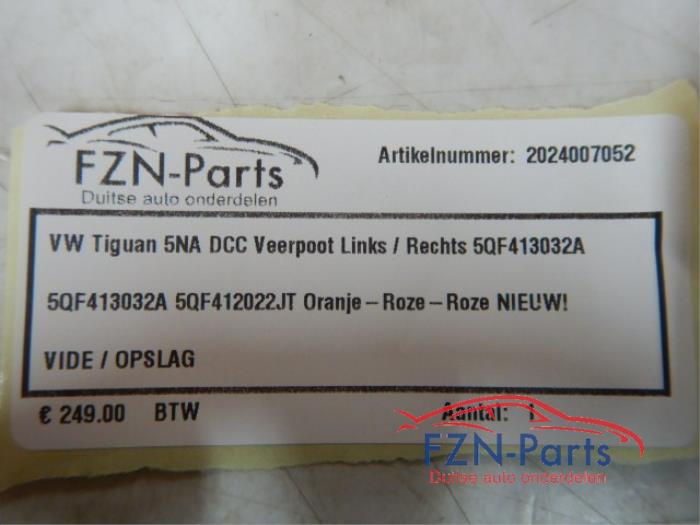 FZN-Parts
Duitse auto onderdelen
Artikelnummer: 2024007052
VW Tiguan 5NA DCC Veerpoot Links / Rechts 5QF413032A
5QF413032A 5QF412022JT Oranje-Roze-Roze NIEUW!
VIDE / OPSLAG
€ 249.00 BTW
Aantal: 1
FZN-Parts
Duitse auto onderdelen